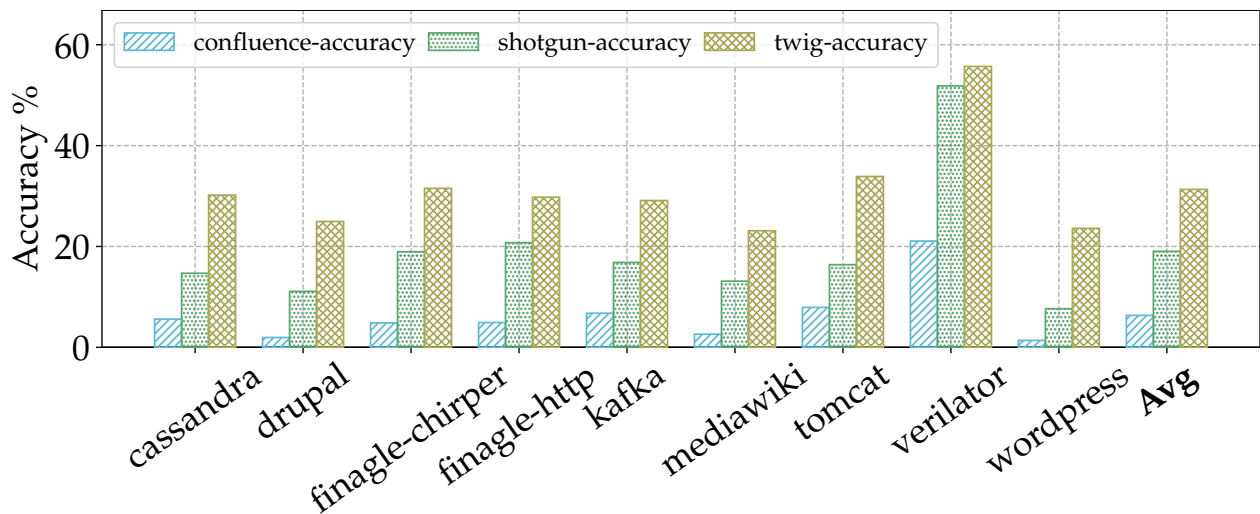 Accuracy %
60
40
20
0
confluence-accuracy
shotgun-accuracy
twig-accuracy
cassandra
drupal
finagle-chirper
finagle-http
kafka
mediawiki
tomcat
verilator
wordpress
Avg